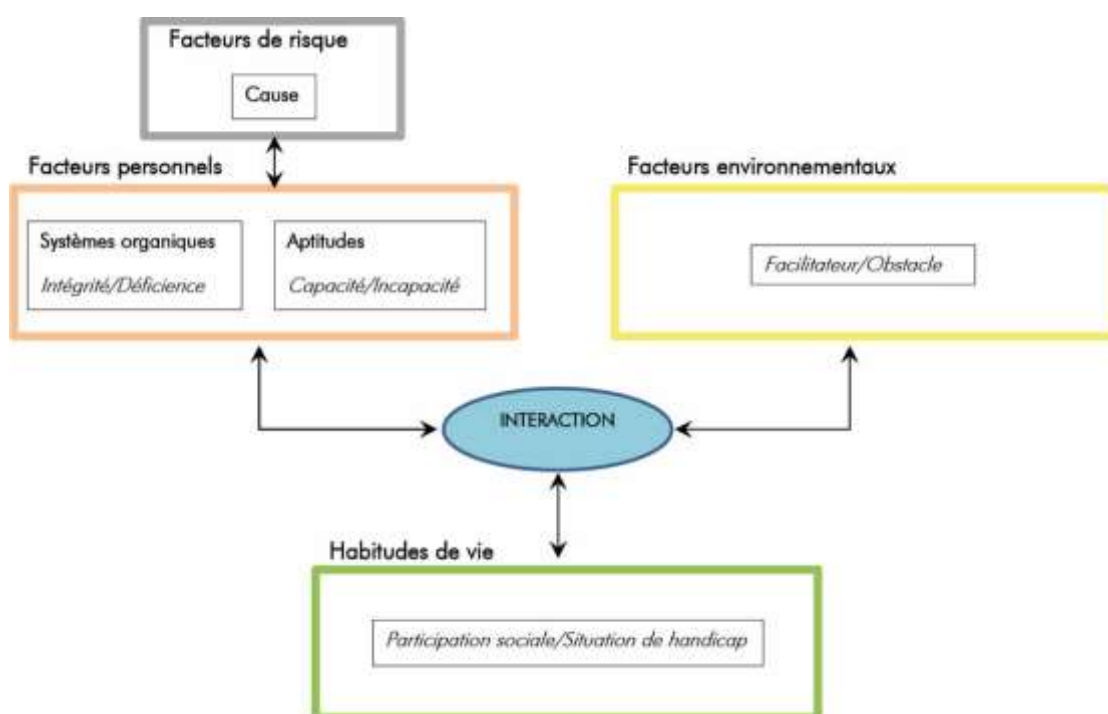 Facteurs de risque
Cause
Facteurs personnels
Facteurs environnementaux
Systèmes organiques
Intégrité/Déficience
Aptitudes
Capacité/Incapacité
Facilitateur/Obstacle
INTERACTION
Habitudes de vie
Participation sociale/Situation de handicap